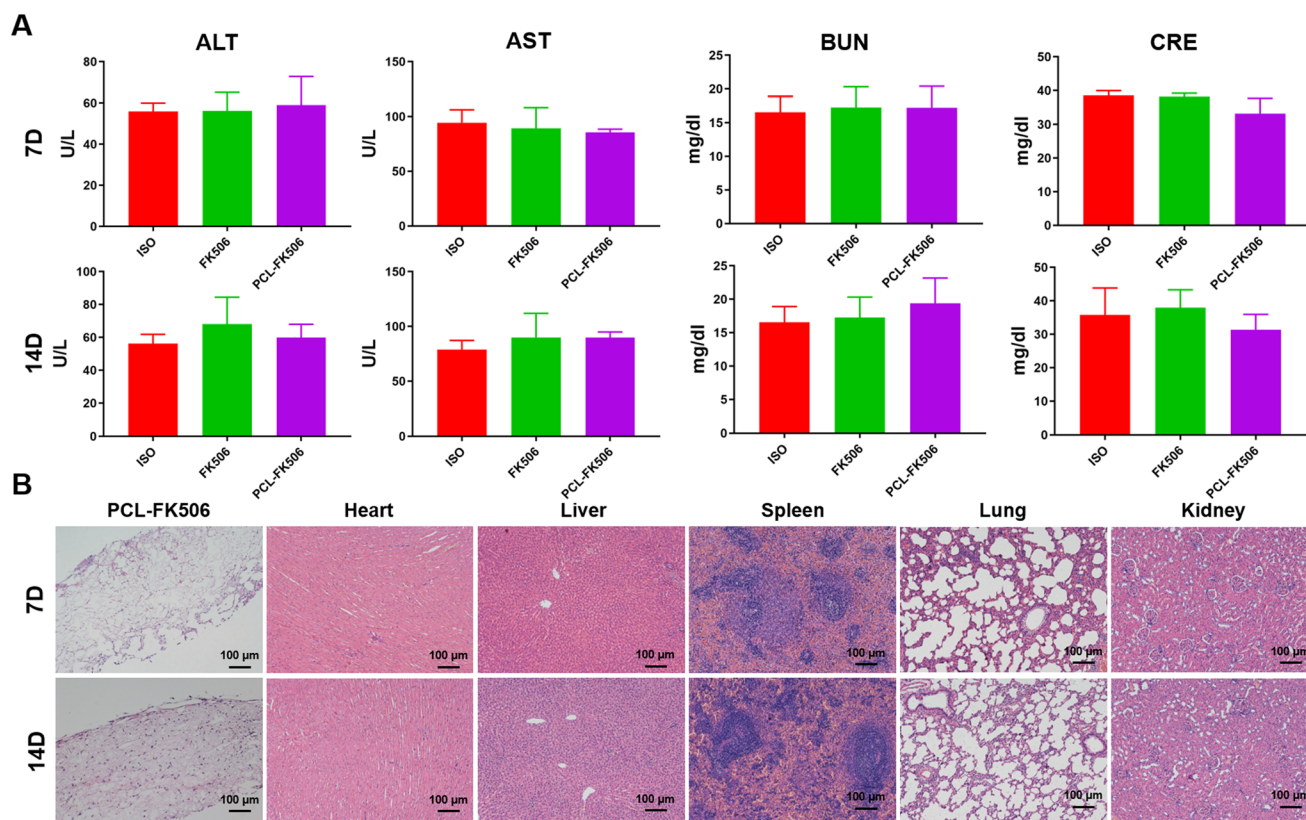 A
ALT
AST
BUN
CRE
7D
U/L
80
60
40
20
0
ISO
FK506
PCL-FK506
U/L
150
100
50
0
ISO
FK506
PCL-FK506
mg/dl
25
20
15
10
5
0
ISO
FK506
PCL-FK506
mg/dl
50
40
30
20
10
0
ISO
FK506
PCL-FK506
14D
U/L
100
80
60
40
20
0
ISO
FK506
PCL-FK506
U/L
150
100
50
0
ISO
FK506
PCL-FK506
mg/dl
25
20
15
10
5
0
ISO
FK506
PCL-FK506
mg/dl
50
40
30
20
10
0
ISO
FK506
PCL-FK506
B
PCL-FK506
Heart
Liver
Spleen
Lung
Kidney
7D
100 μm
100 μm
100 μm
100 μm
100 μm
100 μm
14D
100 μm
100 μm
100 μm
100 μm
100 μm
100 μm